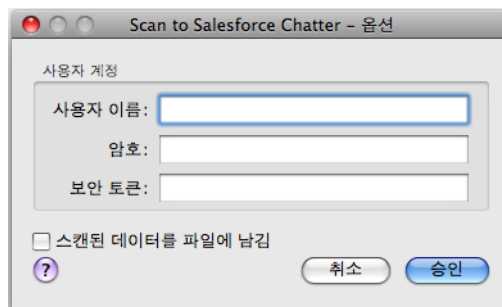 Scan to Salesforce Chatter – 옵션
사용자 계정
사용자 이름:
암호:
보안 토큰:
스캔된 데이터를 파일에 남김
? 취소 승인